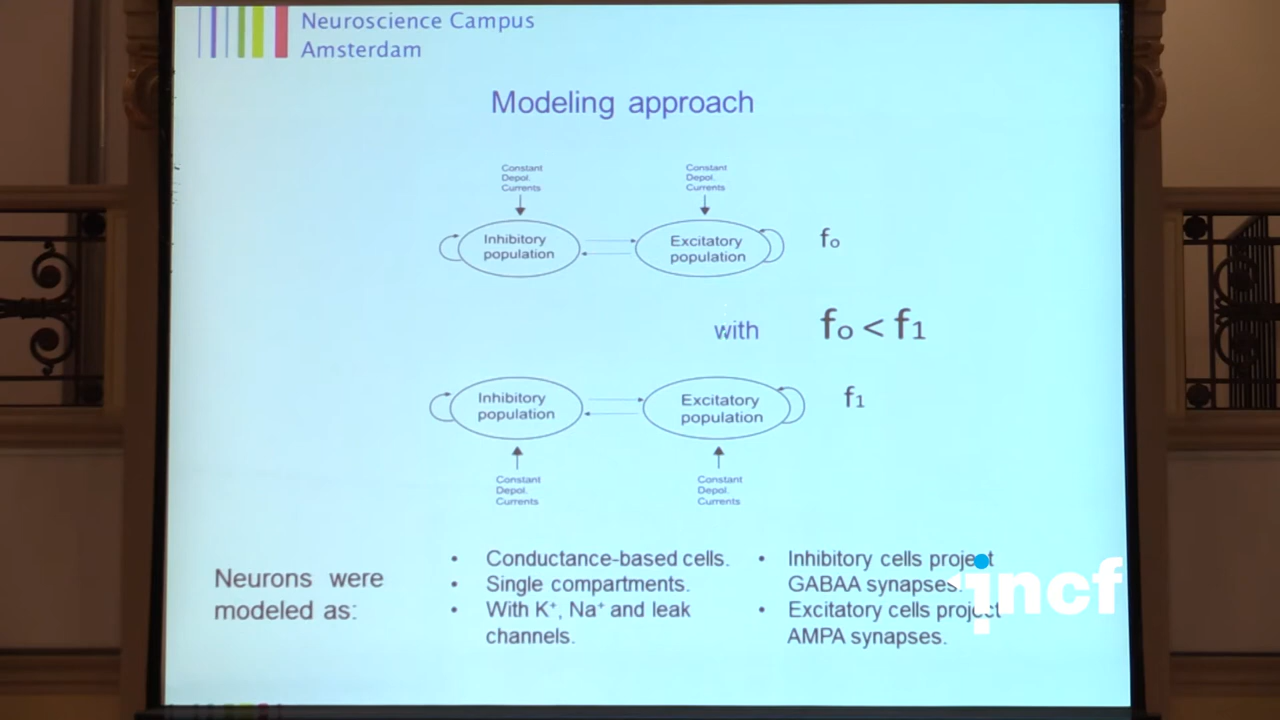 Neuroscience Campus
Amsterdam
Modeling approach
Constant
Depol.
Currents
Constant
Depol.
Currents
Inhibitory
population
Excitatory
population
fo
with
fo < f1
Inhibitory
population
Excitatory
population
f1
Constant
Depol.
Currents
Constant
Depol.
Currents
Neurons were
modeled as:
• Conductance-based cells.
• Single compartments.
• With K⁺, Na⁺ and leak
channels.
• Inhibitory cells project
GABAA synapses.
• Excitatory cells project
AMPA synapses.
incf